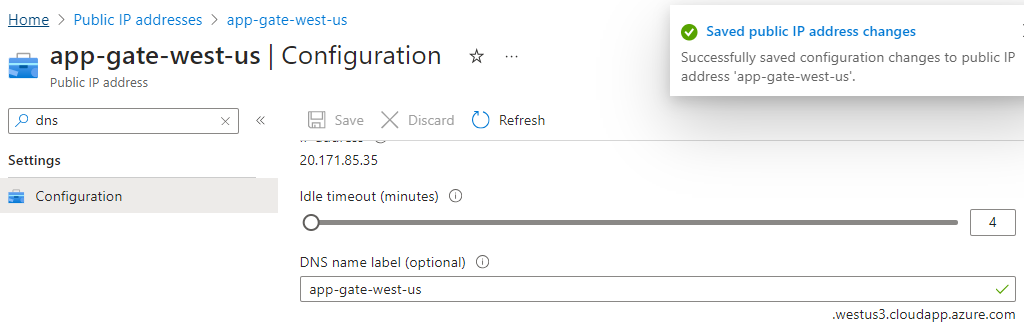 Home > Public IP addresses > app-gate-west-us
app-gate-west-us | Configuration
Public IP address
Saved public IP address changes
Successfully saved configuration changes to public IP
address 'app-gate-west-us'.
dns
Save Discard Refresh
Settings
Configuration
20.171.85.35
Idle timeout (minutes)
4
DNS name label (optional)
app-gate-west-us
.westus3.cloudapp.azure.com